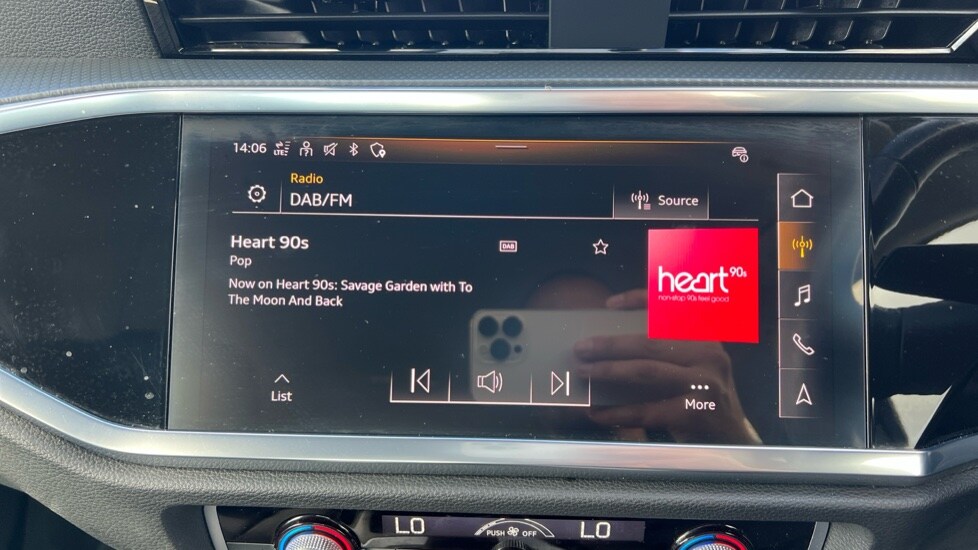 14:06 LTE
Radio
DAB/FM
Source
Heart 90s
DAB
Pop
Now on Heart 90s: Savage Garden with To
The Moon And Back
heart 90s
non-stop 90s feel good
List
More
LO PUSH OFF LO